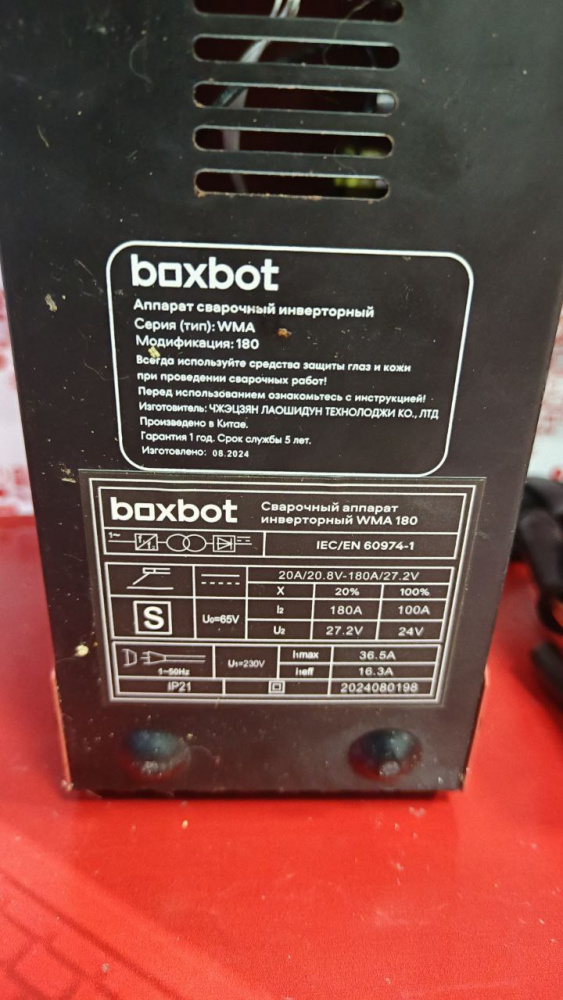 boxbot
Аппарат сварочный инверторный
Серия (тип): WMA
Модификация: 180
Всегда используйте средства защиты глаз и кожи
при проведении сварочных работ!
Перед использованием ознакомьтесь с инструкцией!
Изготовитель: ЧЖЭЦЗЯН ЛАОШИДУН ТЕХНОЛОДЖИ КО., ЛТД
Произведено в Китае.
Гарантия 1 год. Срок службы 5 лет.
Изготовлено: 08.2024
boxbot
Сварочный аппарат
инверторный WMA 180
1~
IEC/EN 60974-1
20A/20.8V-180A/27.2V
X 20% 100%
S U₀=65V I₂ 180A 100A
U₂ 27.2V 24V
1~50Hz U₁=230V I₁max 36.5A
I₁eff 16.3A
IP21 2024080198